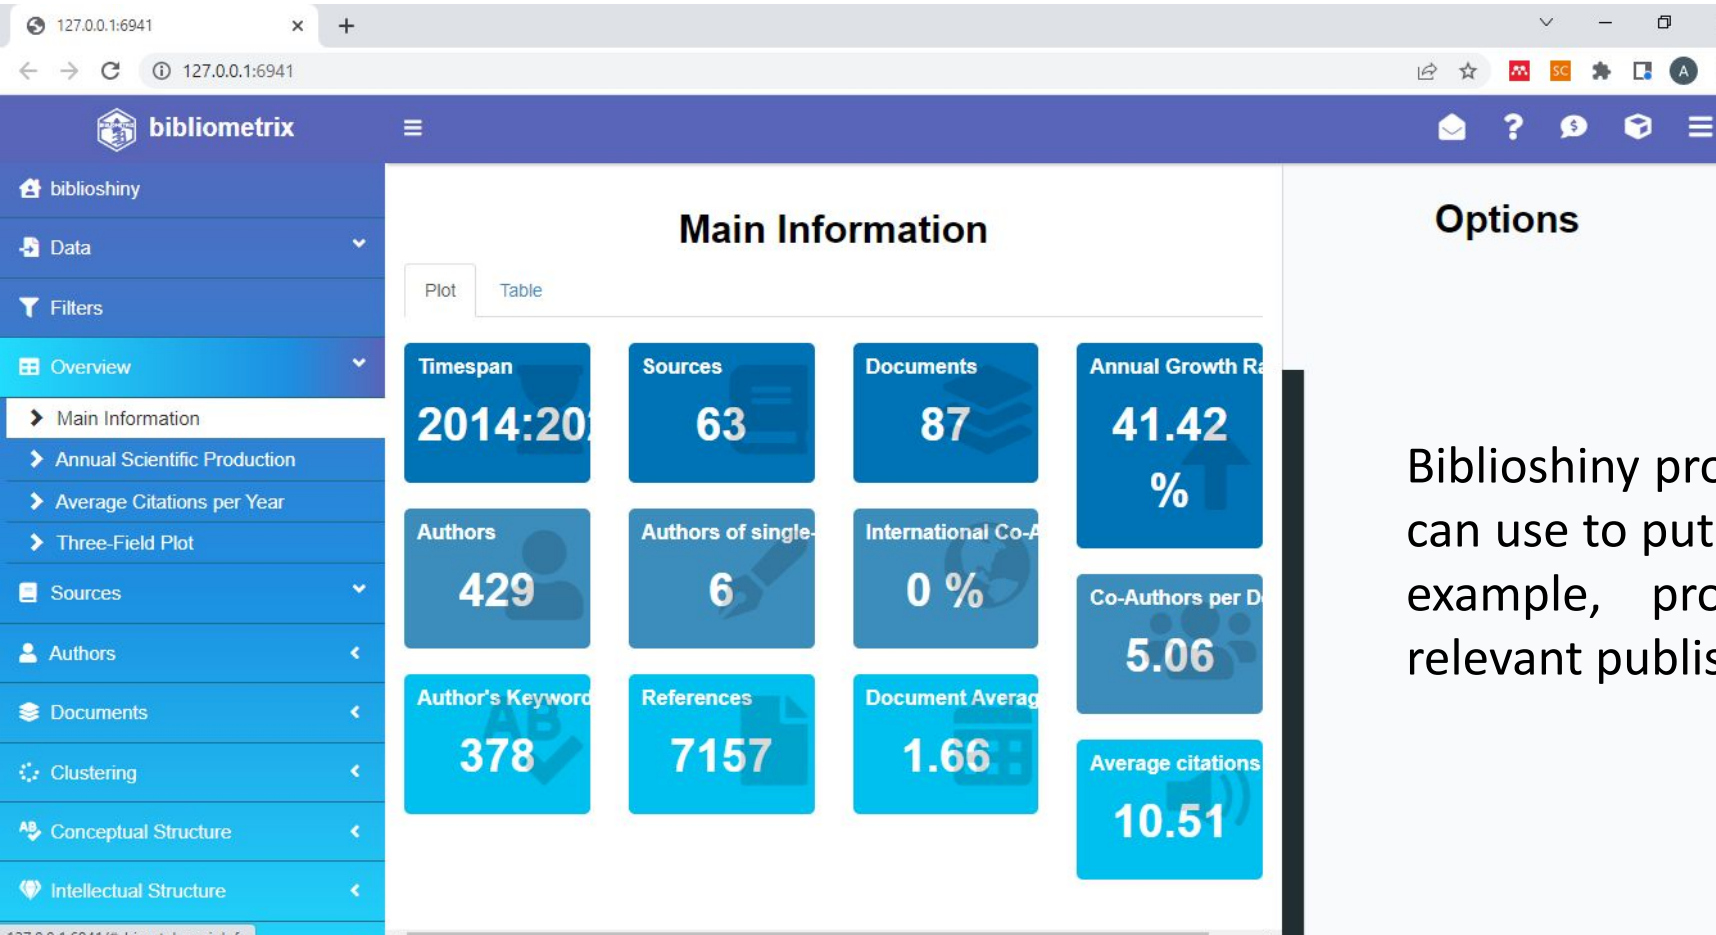 127.0.0.1:6941
127.0.0.1:6941
SC
A
bibliometrix
biblioshiny
Data
Filters
Overview
Main Information
Annual Scientific Production
Average Citations per Year
Three-Field Plot
Sources
Authors
Documents
Clustering
Conceptual Structure
Intellectual Structure
Main Information
Plot Table
Timespan
2014:20
Sources
63
Documents
87
Annual Growth Ra
41.42
%
Authors
429
Authors of single-
6
International Co-A
0 %
Co-Authors per D
5.06
Author's Keyword
378
References
7157
Document Averag
1.66
Average citations
10.51
Options
Biblioshiny pro
can use to put
example, pro
relevant publis